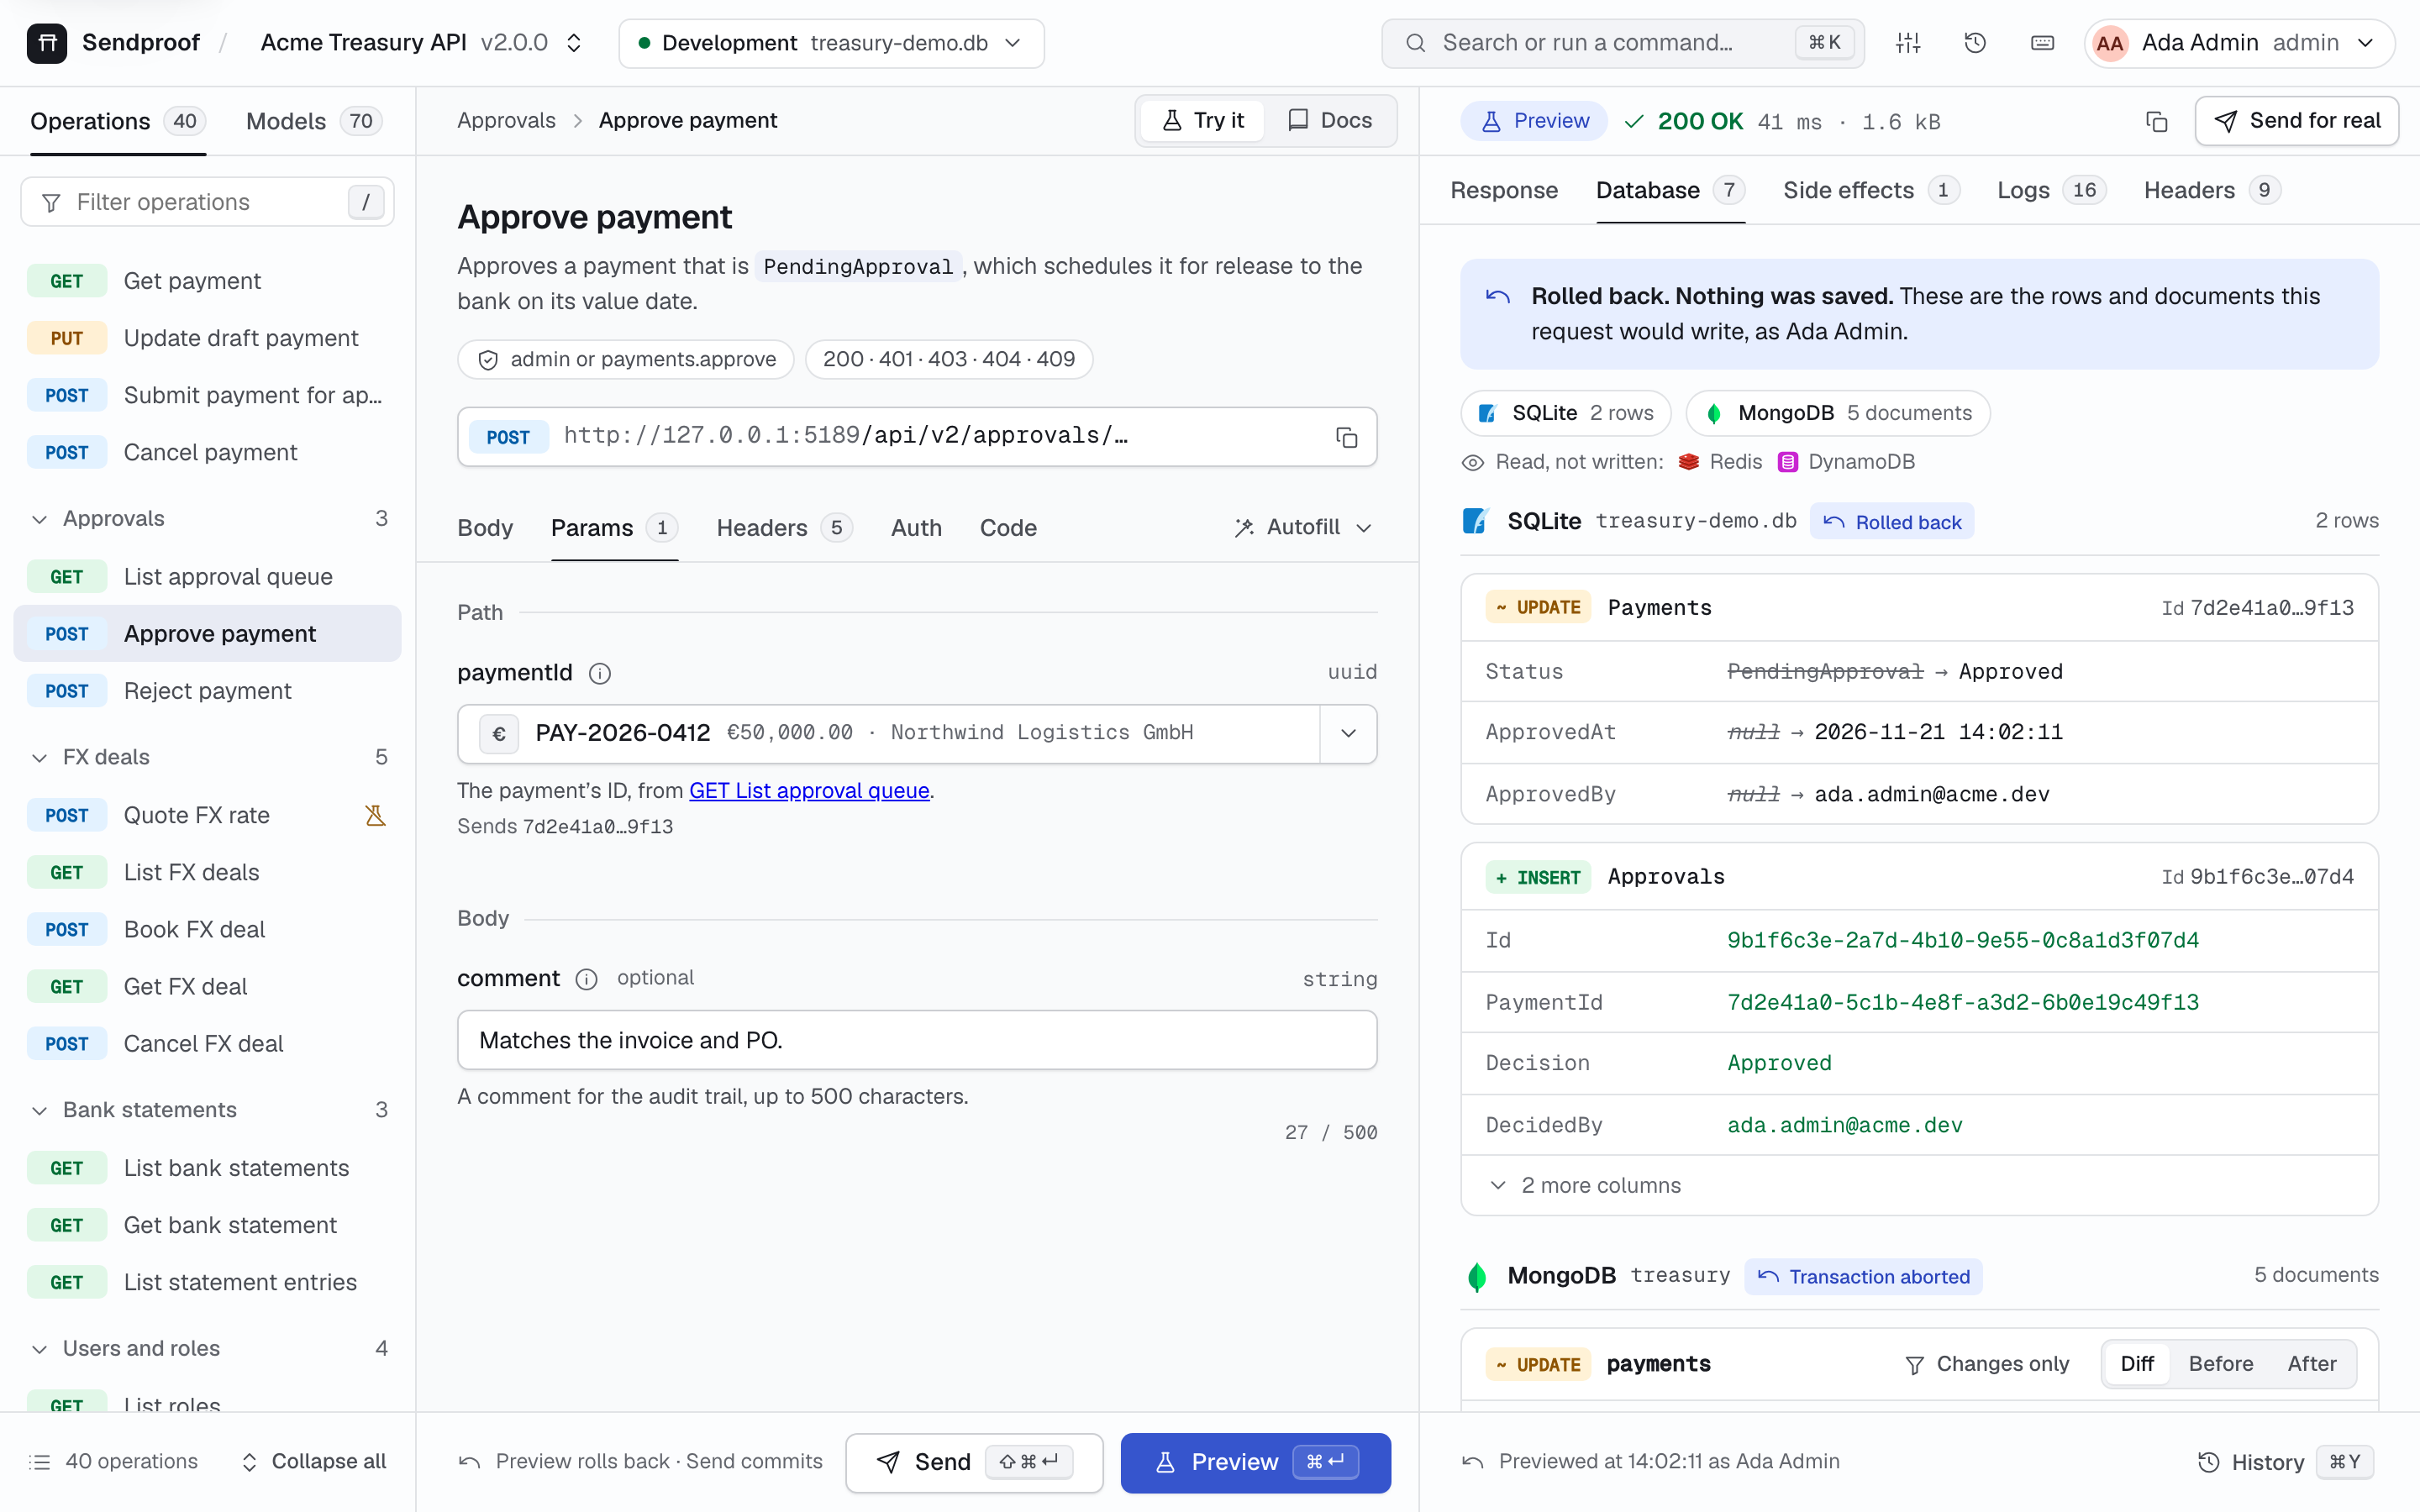 Sendproof / Acme Treasury API v2.0.0
Development treasury-demo.db
Search or run a command... ⌘K
AA Ada Admin admin
Operations 40 Models 70
Filter operations /
GET Get payment
PUT Update draft payment
POST Submit payment for ap...
POST Cancel payment
Approvals 3
GET List approval queue
POST Approve payment
POST Reject payment
FX deals 5
POST Quote FX rate
GET List FX deals
POST Book FX deal
GET Get FX deal
POST Cancel FX deal
Bank statements 3
GET List bank statements
GET Get bank statement
GET List statement entries
Users and roles 4
GET List roles
40 operations Collapse all
Approvals > Approve payment
Try it Docs
Approve payment
Approves a payment that is PendingApproval, which schedules it for release to the
bank on its value date.
admin or payments.approve 200 · 401 · 403 · 404 · 409
POST http://127.0.0.1:5189/api/v2/approvals/…
Body Params 1 Headers 5 Auth Code Autofill
Path
paymentId uuid
€ PAY-2026-0412 €50,000.00 · Northwind Logistics GmbH
The payment’s ID, from GET List approval queue.
Sends 7d2e41a0…9f13
Body
comment optional string
Matches the invoice and PO.
A comment for the audit trail, up to 500 characters.
27 / 500
Preview rolls back · Send commits
Send ⇧⌘↵ Preview ⌘↵
Preview 200 OK 41 ms · 1.6 kB
Send for real
Response Database 7 Side effects 1 Logs 16 Headers 9
Rolled back. Nothing was saved. These are the rows and documents this
request would write, as Ada Admin.
SQLite 2 rows MongoDB 5 documents
Read, not written: Redis DynamoDB
SQLite treasury-demo.db Rolled back 2 rows
~ UPDATE Payments Id 7d2e41a0…9f13
Status PendingApproval → Approved
ApprovedAt null → 2026-11-21 14:02:11
ApprovedBy null → ada.admin@acme.dev
+ INSERT Approvals Id 9b1f6c3e…07d4
Id 9b1f6c3e-2a7d-4b10-9e55-0c8a1d3f07d4
PaymentId 7d2e41a0-5c1b-4e8f-a3d2-6b0e19c49f13
Decision Approved
DecidedBy ada.admin@acme.dev
2 more columns
MongoDB treasury Transaction aborted 5 documents
~ UPDATE payments Changes only Diff Before After
Previewed at 14:02:11 as Ada Admin
History ⌘Y